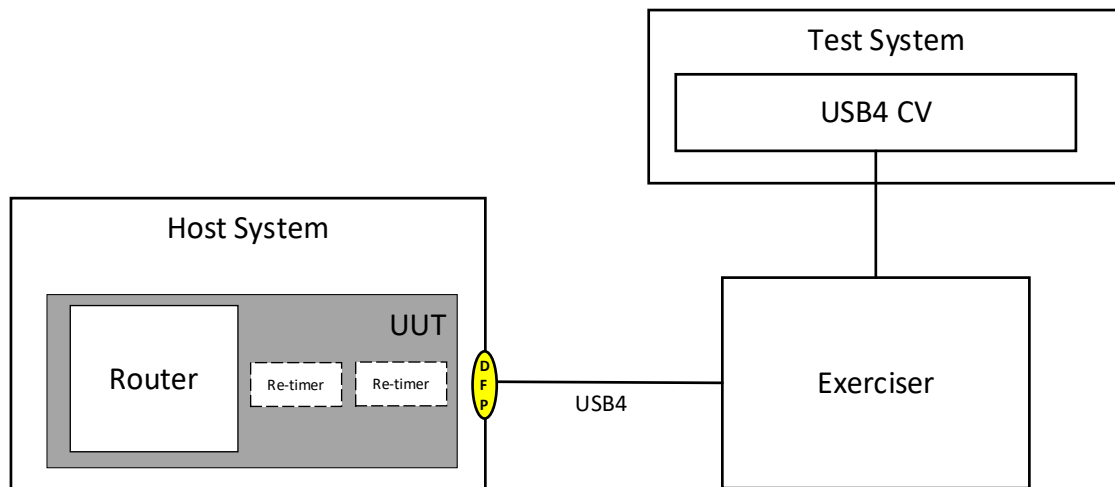 Test System
USB4 CV
Host System
UUT
Router
Re-timer
Re-timer
D
F
P
USB4
Exerciser